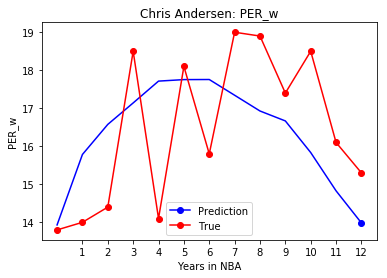 Chris Andersen: PER_w
PER_w
19
18
17
16
15
14
Prediction
True
1 2 3 4 5 6 7 8 9 10 11 12
Years in NBA